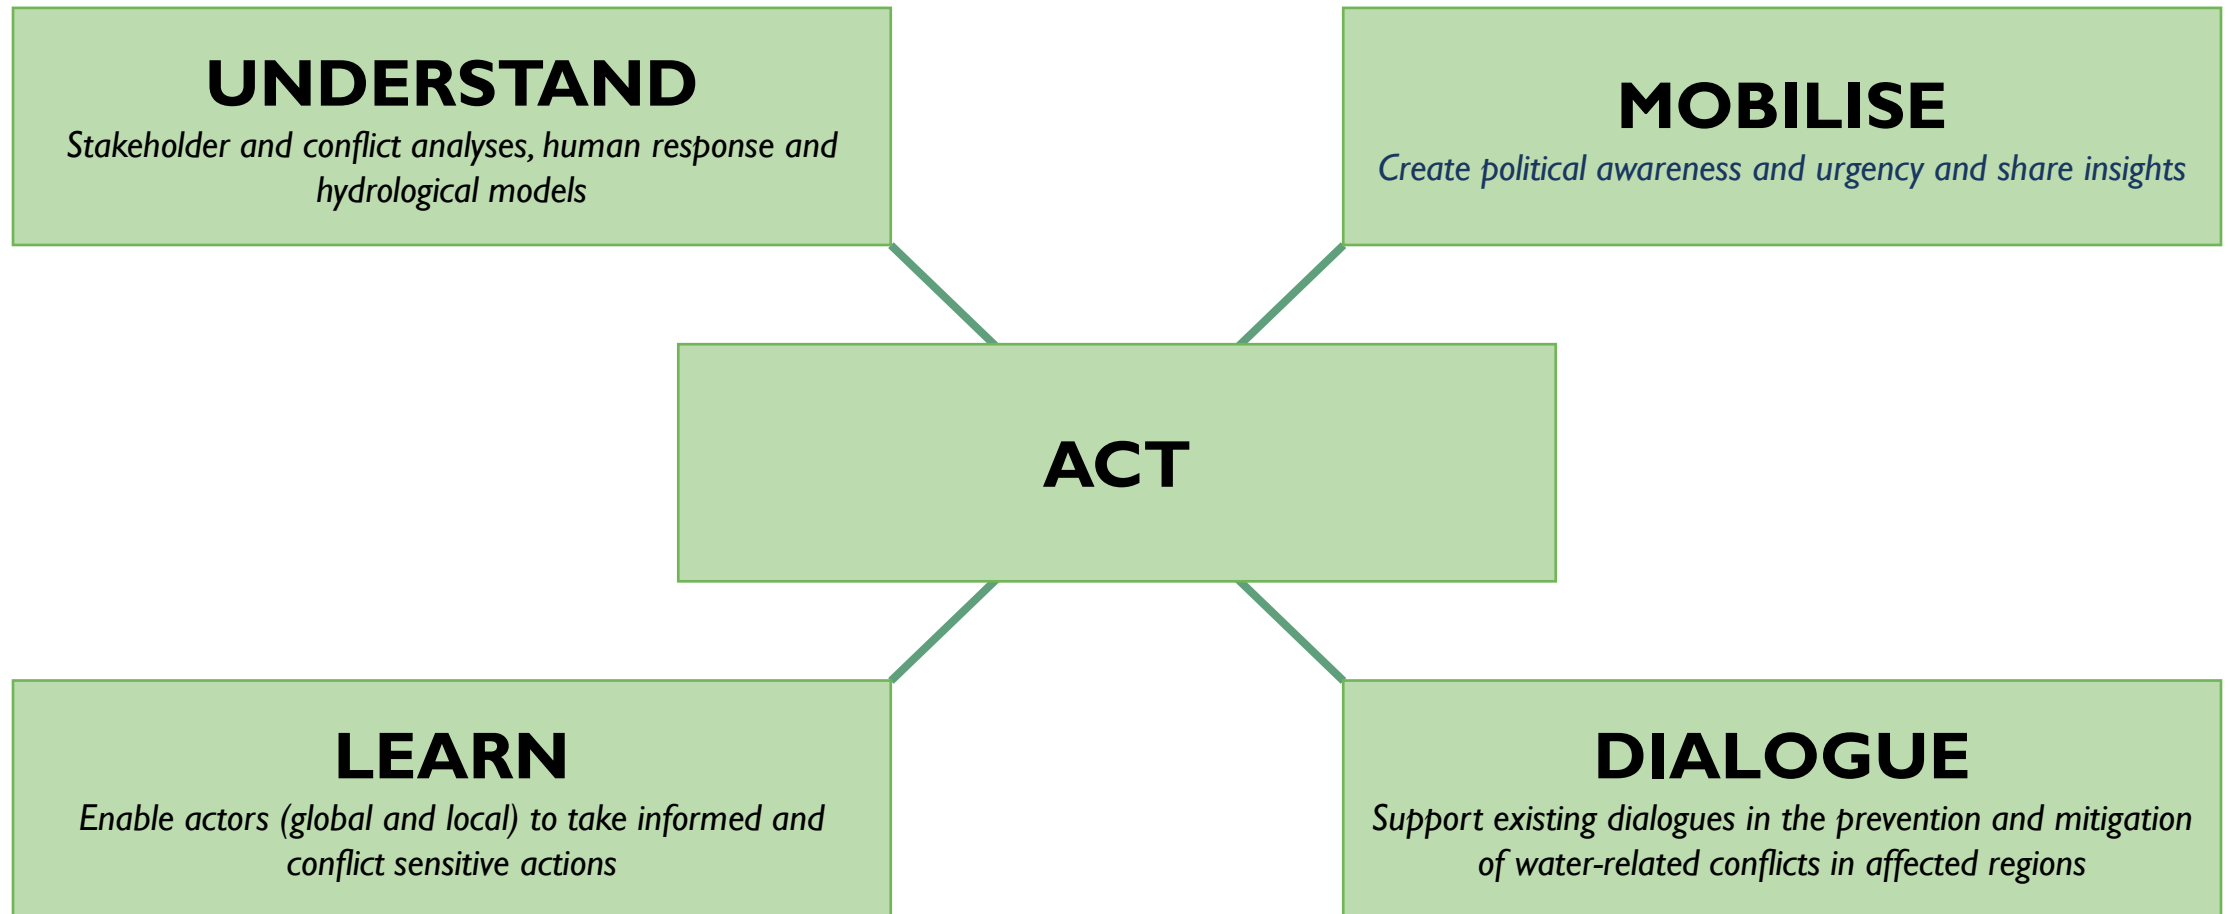 UNDERSTAND
Stakeholder and conflict analyses, human response and
hydrological models
MOBILISE
Create political awareness and urgency and share insights
ACT
LEARN
Enable actors (global and local) to take informed and
conflict sensitive actions
DIALOGUE
Support existing dialogues in the prevention and mitigation
of water-related conflicts in affected regions